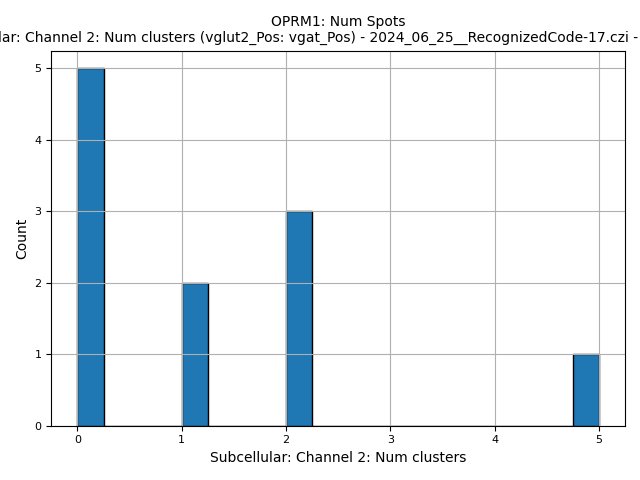 OPRM1: Num Spots
lar: Channel 2: Num clusters (vglut2_Pos: vgat_Pos) - 2024_06_25__RecognizedCode-17.czi -
5
4
3
2
1
0
Count
0 1 2 3 4 5
Subcellular: Channel 2: Num clusters